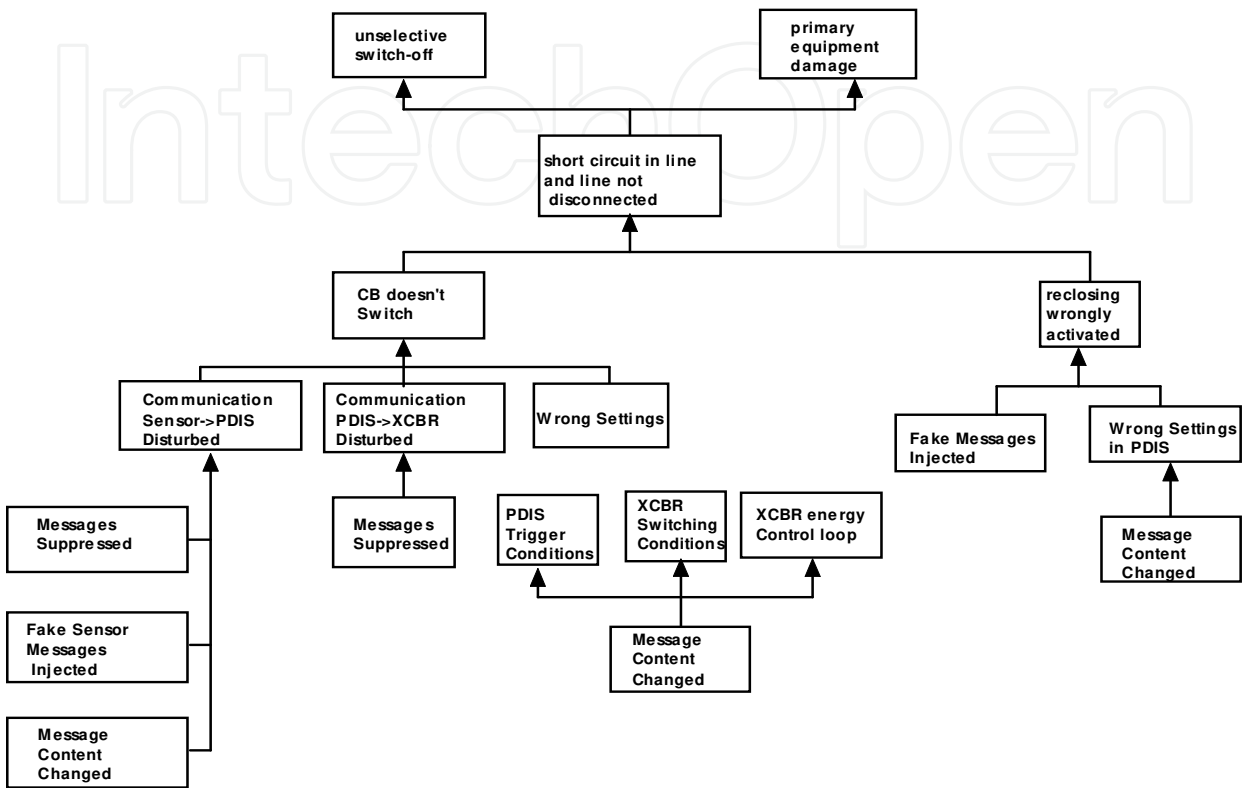 IntechOpen
unselective
switch-off
primary
equipment
damage
short circuit in line
and line not
disconnected
CB doesn't
Switch
reclosing
wrongly
activated
Communication
Sensor->PDIS
Disturbed
Communication
PDIS->XCBR
Disturbed
Wrong Settings
Fake Messages
Injected
Wrong Settings
in PDIS
Messages
Suppressed
Messages
Suppressed
PDIS
Trigger
Conditions
XCBR
Switching
Conditions
XCBR energy
Control loop
Message
Content
Changed
Fake Sensor
Messages
Injected
Message
Content
Changed
Message
Content
Changed